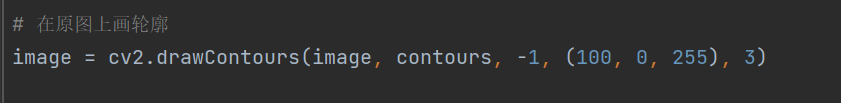 # 在原图上画轮廓
image = cv2.drawContours(image, contours, -1, (100, 0, 255), 3)